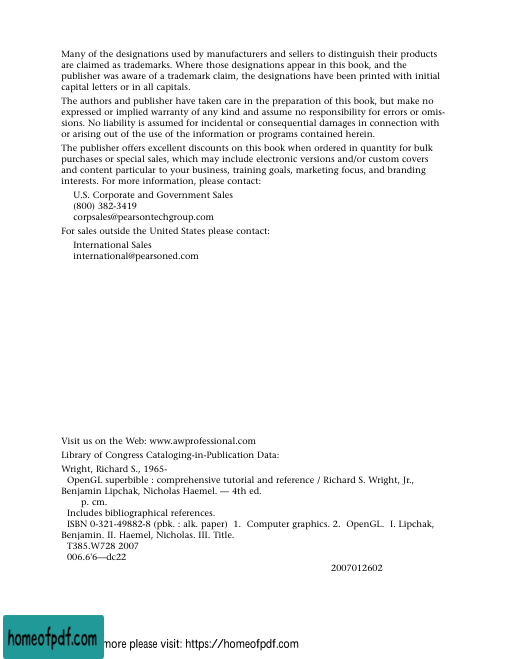 Many of the designations used by manufacturers and sellers to distinguish their products
are claimed as trademarks. Where those designations appear in this book, and the
publisher was aware of a trademark claim, the designations have been printed with initial
capital letters or in all capitals.
The authors and publisher have taken care in the preparation of this book, but make no
expressed or implied warranty of any kind and assume no responsibility for errors or omis-
sions. No liability is assumed for incidental or consequential damages in connection with
or arising out of the use of the information or programs contained herein.
The publisher offers excellent discounts on this book when ordered in quantity for bulk
purchases or special sales, which may include electronic versions and/or custom covers
and content particular to your business, training goals, marketing focus, and branding
interests. For more information, please contact:
U.S. Corporate and Government Sales
(800) 382-3419
corpsales@pearsontechgroup.com
For sales outside the United States please contact:
International Sales
international@pearsoned.com
Visit us on the Web: www.awprofessional.com
Library of Congress Cataloging-in-Publication Data:
Wright, Richard S., 1965-
OpenGL superbible : comprehensive tutorial and reference / Richard S. Wright, Jr.,
Benjamin Lipchak, Nicholas Haemel. — 4th ed.
p. cm.
Includes bibliographical references.
ISBN 0-321-49882-8 (pbk. : alk. paper) 1. Computer graphics. 2. OpenGL. I. Lipchak,
Benjamin. II. Haemel, Nicholas. III. Title.
T385.W728 2007
006.6'6—dc22
2007012602
homeofpdf.com more please visit: https://homeofpdf.com